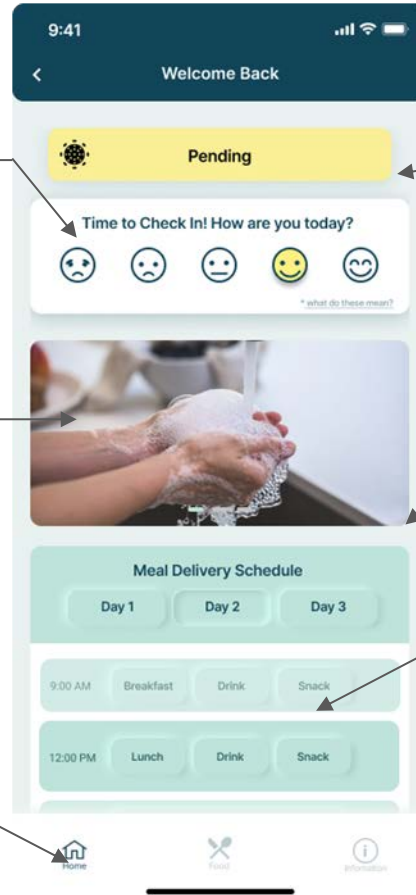 9:41
Welcome Back
Pending
Time to Check In! How are you today?
* what do these mean?
Meal Delivery Schedule
Day 1 Day 2 Day 3
9:00 AM Breakfast Drink Snack
12:00 PM Lunch Drink Snack
Home Food Information